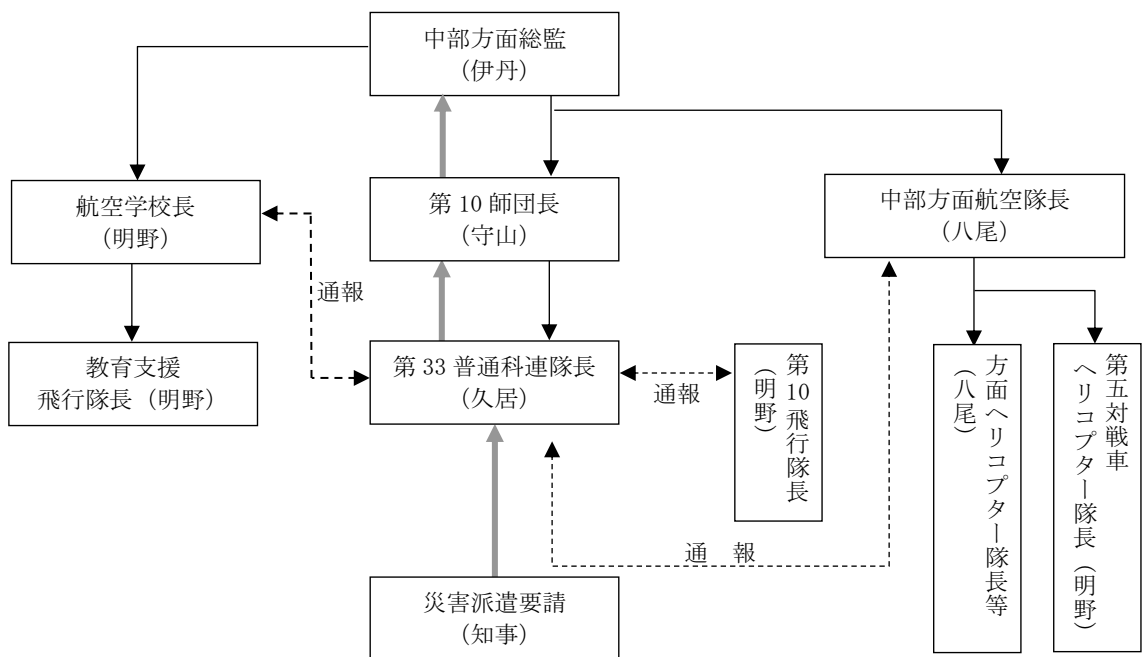 中部方面総監
(伊丹)
航空学校長
(明野)
第 10 師団長
(守山)
中部方面航空隊長
(八尾)
通報
教育支援
飛行隊長 (明野)
第 33 普通科連隊長
(久居)
通報
第10飛行隊長
(明野)
第五対戦車
ヘリコプター隊長 (明野)
方面ヘリコプター隊長等
(八尾)
通 報
災害派遣要請
(知事)